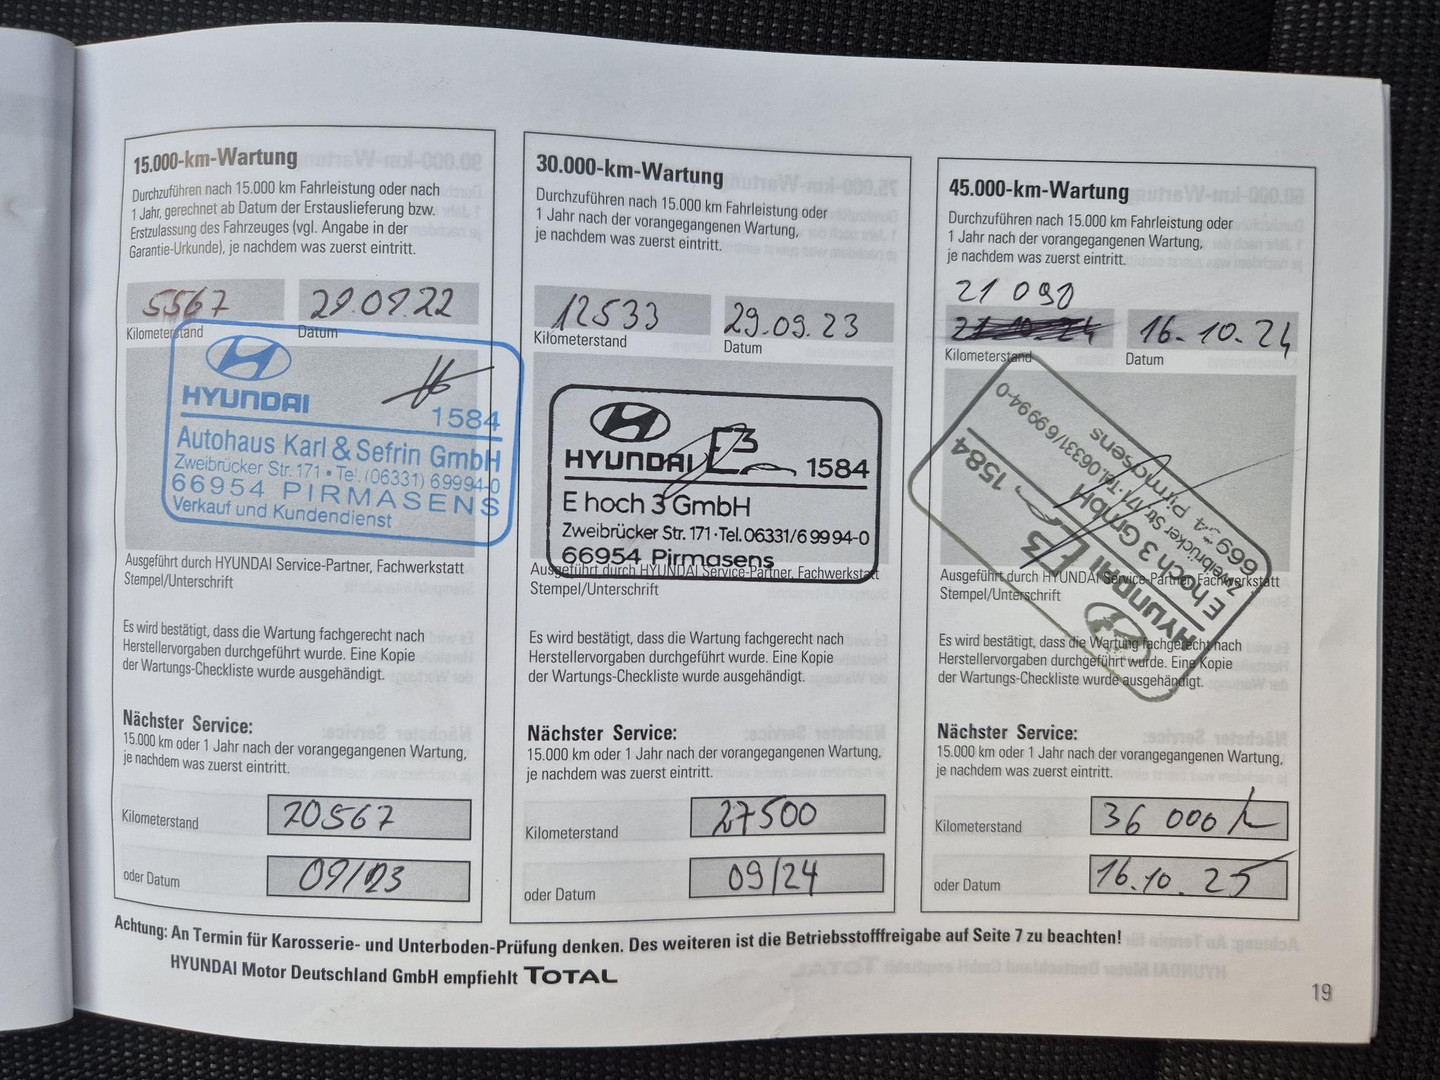 15.000-km-Wartung
Durchzuführen nach 15.000 km Fahrleistung oder nach
1 Jahr, gerechnet ab Datum der Erstauslieferung bzw.
Erstzulassung des Fahrzeuges (vgl. Angabe in der
Garantie-Urkunde), je nachdem was zuerst eintritt.
5567 29.09.22
Kilometerstand Datum
HYUNDAI
1584
Autohaus Karl & Sefrin GmbH
Zweibrücker Str. 171 • Tel. (06331) 69994-0
66954 PIRMASENS
Verkauf und Kundendienst
Ausgeführt durch HYUNDAI Service-Partner, Fachwerkstatt
Stempel/Unterschrift
Es wird bestätigt, dass die Wartung fachgerecht nach
Herstellervorgaben durchgeführt wurde. Eine Kopie
der Wartungs-Checkliste wurde ausgehändigt.
Nächster Service:
15.000 km oder 1 Jahr nach der vorangegangenen Wartung,
je nachdem was zuerst eintritt.
Kilometerstand 20567
oder Datum 09/23
30.000-km-Wartung
Durchzuführen nach 15.000 km Fahrleistung oder
1 Jahr nach der vorangegangenen Wartung,
je nachdem was zuerst eintritt.
12533 29.09.23
Kilometerstand Datum
HYUNDAI E3 1584
E hoch 3 GmbH
Zweibrücker Str. 171·Tel. 06331/6 99 94-0
66954 Pirmasens
Ausgeführt durch HYUNDAI Service-Partner, Fachwerkstatt
Stempel/Unterschrift
Es wird bestätigt, dass die Wartung fachgerecht nach
Herstellervorgaben durchgeführt wurde. Eine Kopie
der Wartungs-Checkliste wurde ausgehändigt.
Nächster Service:
15.000 km oder 1 Jahr nach der vorangegangenen Wartung,
je nachdem was zuerst eintritt.
Kilometerstand 27500
oder Datum 09/24
45.000-km-Wartung
Durchzuführen nach 15.000 km Fahrleistung oder
1 Jahr nach der vorangegangenen Wartung,
je nachdem was zuerst eintritt.
21 090
16.10.24
Kilometerstand Datum
HYUNDAI E3 1584
E hoch 3 GmbH
Zweibrücker Str. 171 Tel. 06331/69994-0
Pirmasens
Ausgeführt durch HYUNDAI Service-Partner, Fachwerkstatt
Stempel/Unterschrift
Es wird bestätigt, dass die Wartung fachgerecht nach
Herstellervorgaben durchgeführt wurde. Eine Kopie
der Wartungs-Checkliste wurde ausgehändigt.
Nächster Service:
15.000 km oder 1 Jahr nach der vorangegangenen Wartung,
je nachdem was zuerst eintritt.
Kilometerstand 36 000
oder Datum 16.10.25
Achtung: An Termin für Karosserie- und Unterboden-Prüfung denken. Des weiteren ist die Betriebsstofffreigabe auf Seite 7 zu beachten!
HYUNDAI Motor Deutschland GmbH empfiehlt TOTAL
19